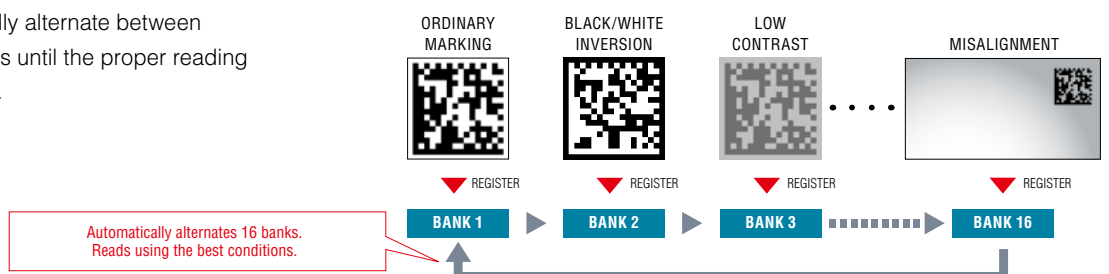 lly alternate between
s until the proper reading
.
ORDINARY
MARKING
BLACK/WHITE
INVERSION
LOW
CONTRAST
MISALIGNMENT
REGISTER
REGISTER
REGISTER
REGISTER
BANK 1
BANK 2
BANK 3
BANK 16
Automatically alternates 16 banks.
Reads using the best conditions.